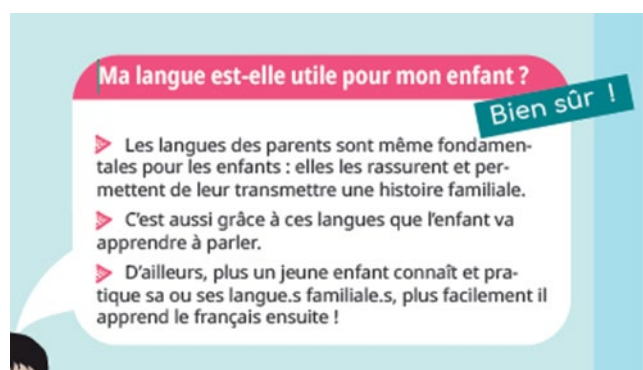 Ma langue est-elle utile pour mon enfant ?
Bien sûr !
Les langues des parents sont même fondamen-
tales pour les enfants : elles les rassurent et per-
mettent de leur transmettre une histoire familiale.
C'est aussi grâce à ces langues que l'enfant va
apprendre à parler.
D'ailleurs, plus un jeune enfant connaît et pra-
tique sa ou ses langue.s familiale.s, plus facilement il
apprend le français ensuite !